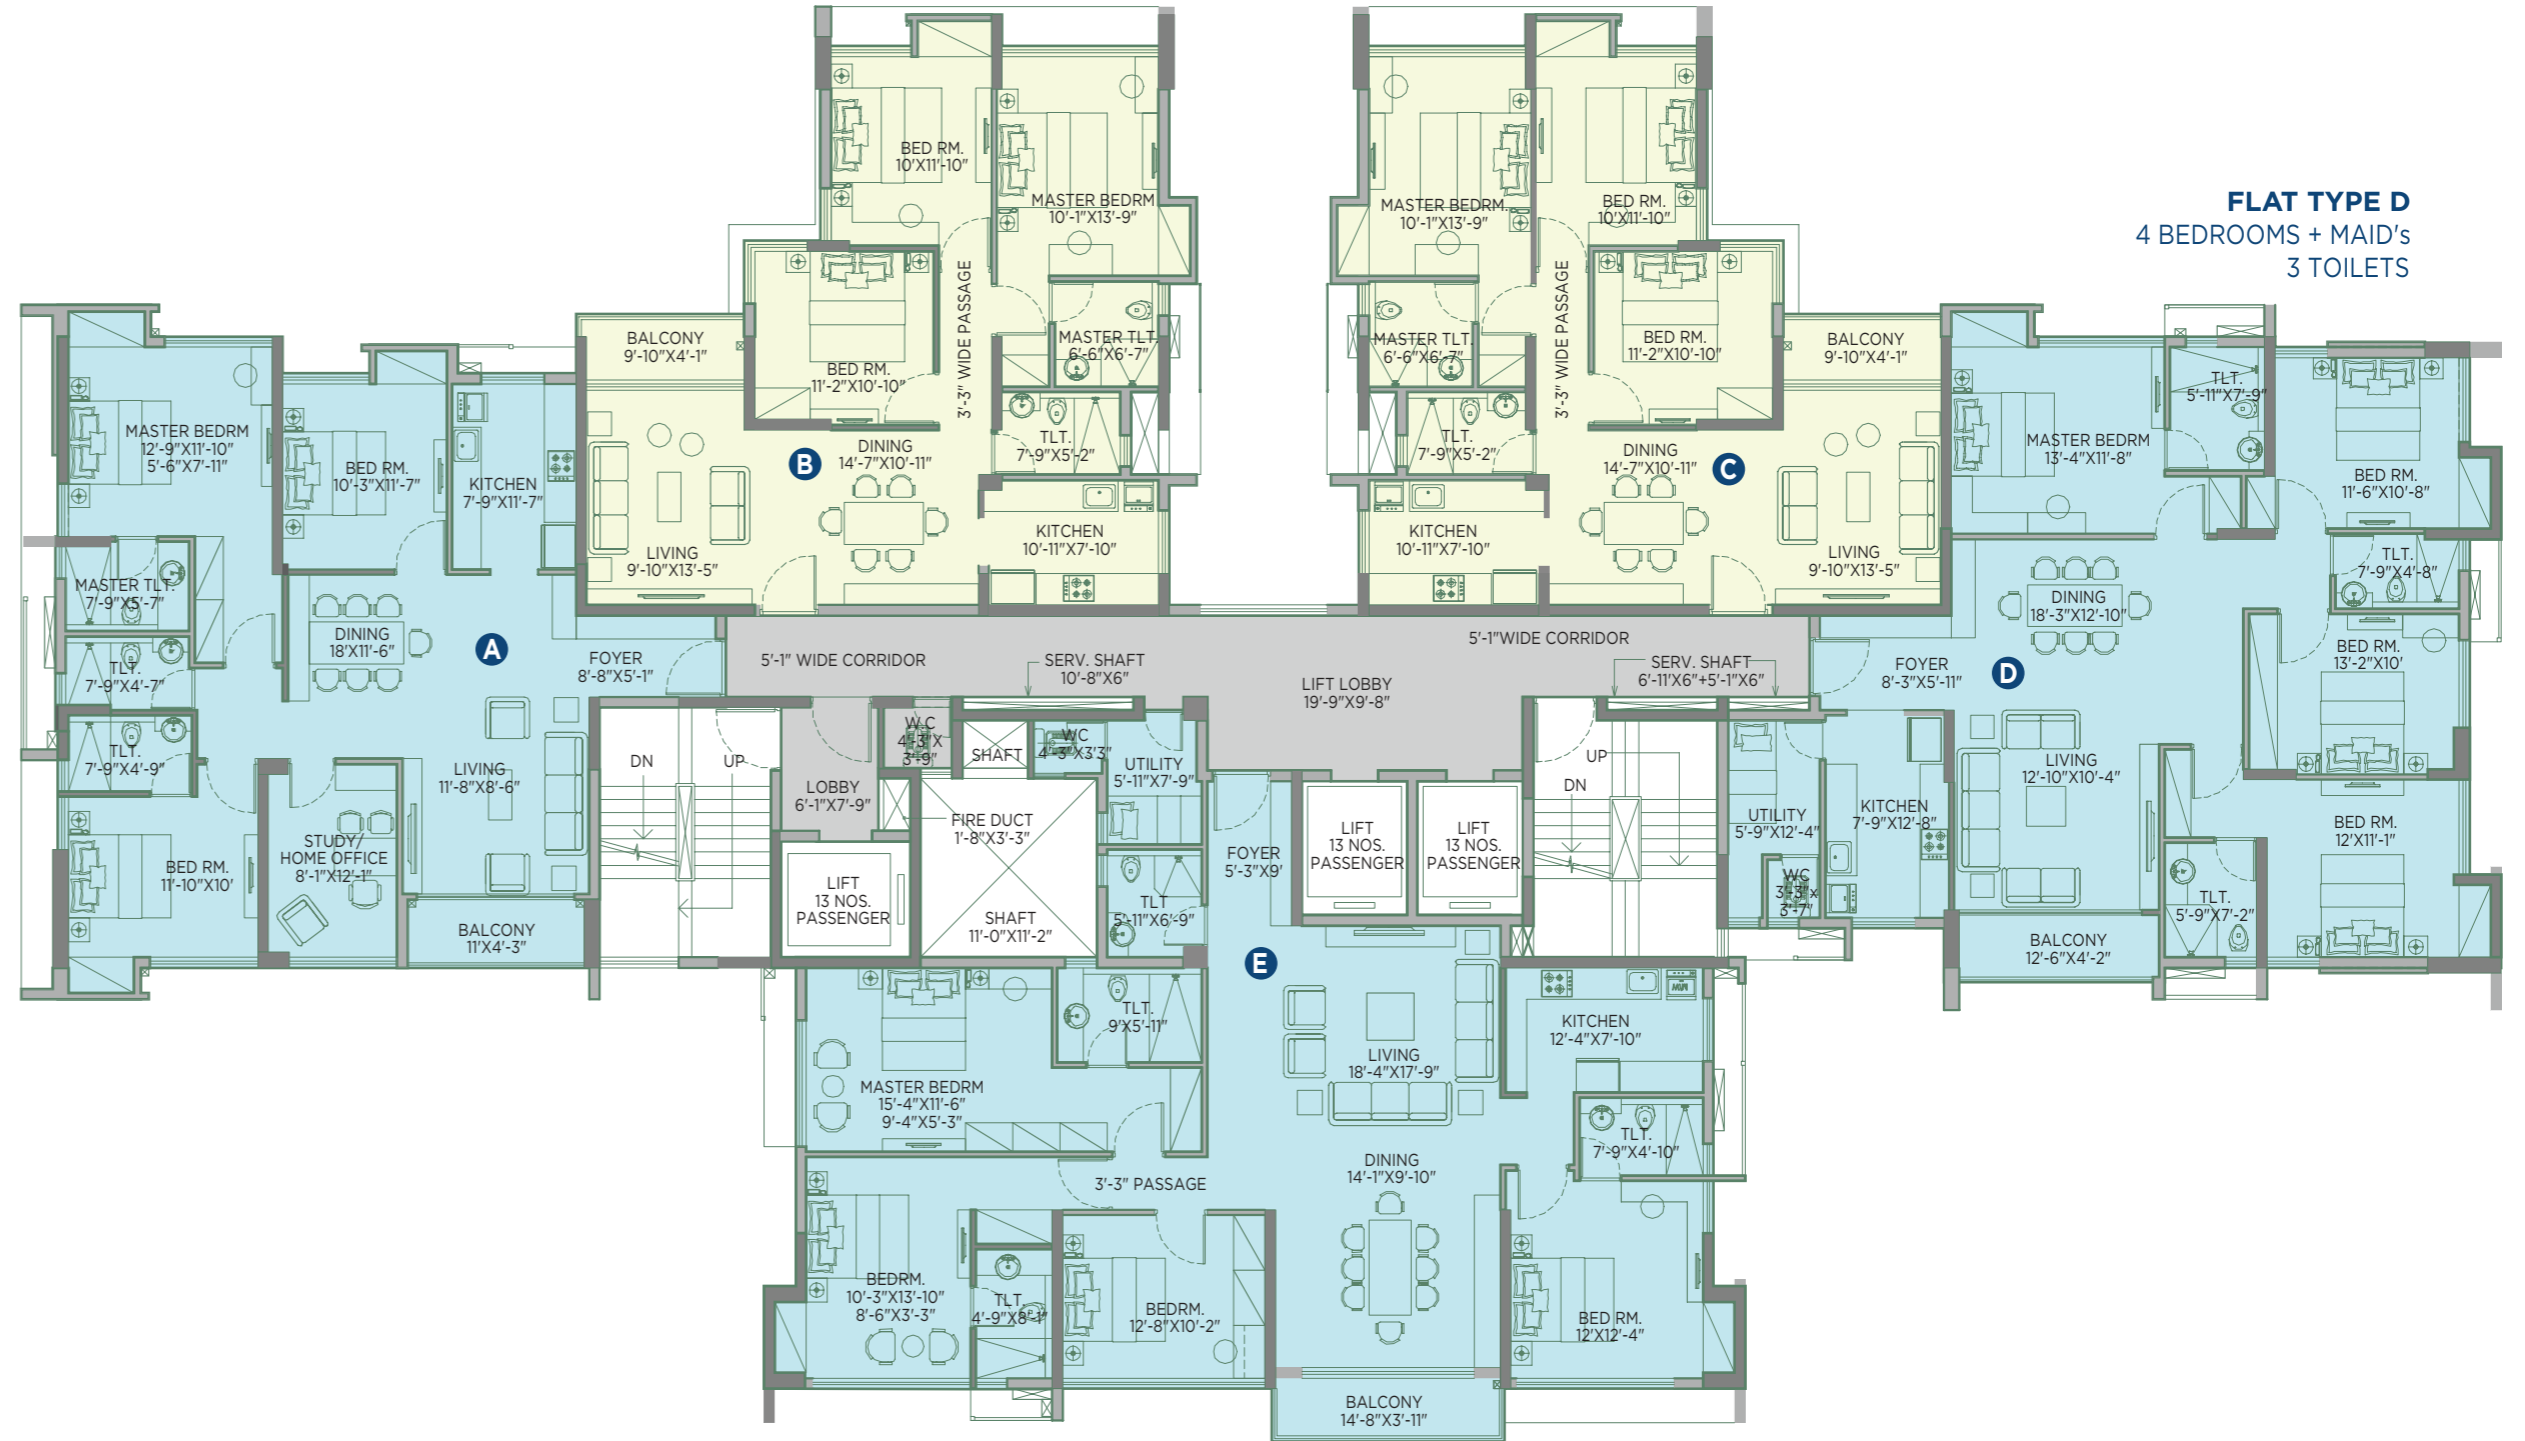 FLAT TYPE D
4 BEDROOMS + MAID's
3 TOILETS
BED RM.
10'X11'-10"
MASTER BEDRM
10'-1"X13'-9"
BED RM.
11'-2"X10'-10"
3'-3" WIDE PASSAGE
MASTER TLT.
6'-6"X6'-7"
TLT.
7'-9"X5'-2"
BALCONY
9'-10"X4'-1"
B
DINING
14'-7"X10'-11"
LIVING
9'-10"X13'-5"
KITCHEN
10'-11"X7'-10"
MASTER BEDRM.
10'-1"X13'-9"
BED RM.
10'X11'-10"
3'-3" WIDE PASSAGE
BED RM.
11'-2"X10'-10"
MASTER TLT.
6'-6"X6'-7"
TLT.
7'-9"X5'-2"
BALCONY
9'-10"X4'-1"
DINING
14'-7"X10'-11"
C
KITCHEN
10'-11"X7'-10"
LIVING
9'-10"X13'-5"
MASTER BEDRM
12'-9"X11'-10"
5'-6"X7'-11"
BED RM.
10'-3"X11'-7"
KITCHEN
7'-9"X11'-7"
MASTER TLT.
7'-9"X5'-7"
TLT.
7'-9"X4'-7"
TLT.
7'-9"X4'-9"
DINING
18'X11'-6"
A
FOYER
8'-8"X5'-1"
LIVING
11'-8"X8'-6"
BED RM.
11'-10"X10'
STUDY/
HOME OFFICE
8'-1"X12'-1"
BALCONY
11'X4'-3"
5'-1" WIDE CORRIDOR
SERV. SHAFT
10'-8"X6"
LIFT LOBBY
19'-9"X9'-8"
5'-1"WIDE CORRIDOR
SERV. SHAFT
6'-11"X6"+5'-1"X6"
DN
UP
LOBBY
6'-1"X7'-9"
W.C
4'-3"X
3'-9"
SHAFT
WC
4'-3"X3'3"
UTILITY
5'-11"X7'-9"
FIRE DUCT
1'-8"X3'-3"
LIFT
13 NOS.
PASSENGER
SHAFT
11'-0"X11'-2"
TLT
5'-11"X6'-9"
FOYER
5'-3"X9'
LIFT
13 NOS.
PASSENGER
LIFT
13 NOS.
PASSENGER
UP
DN
MASTER BEDRM
13'-4"X11'-8"
TLT.
5'-11"X7'-9"
BED RM.
11'-6"X10'-8"
TLT.
7'-9"X4'-8"
DINING
18'-3"X12'-10"
FOYER
8'-3"X5'-11"
D
BED RM.
13'-2"X10'
LIVING
12'-10"X10'-4"
UTILITY
5'-9"X12'-4"
KITCHEN
7'-9"X12'-8"
WC
3'-3"x
3'-7"
BED RM.
12'X11'-1"
TLT.
5'-9"X7'-2"
BALCONY
12'-6"X4'-2"
E
MASTER BEDRM
15'-4"X11'-6"
9'-4"X5'-3"
TLT.
9'X5'-11"
LIVING
18'-4"X17'-9"
KITCHEN
12'-4"X7'-10"
MW
TLT.
7'-9"X4'-10"
DINING
14'-1"X9'-10"
3'-3" PASSAGE
BEDRM.
10'-3"X13'-10"
8'-6"X3'-3"
TLT.
4'-9"X8'-1"
BEDRM.
12'-8"X10'-2"
BED RM.
12'X12'-4"
BALCONY
14'-8"X3'-11"